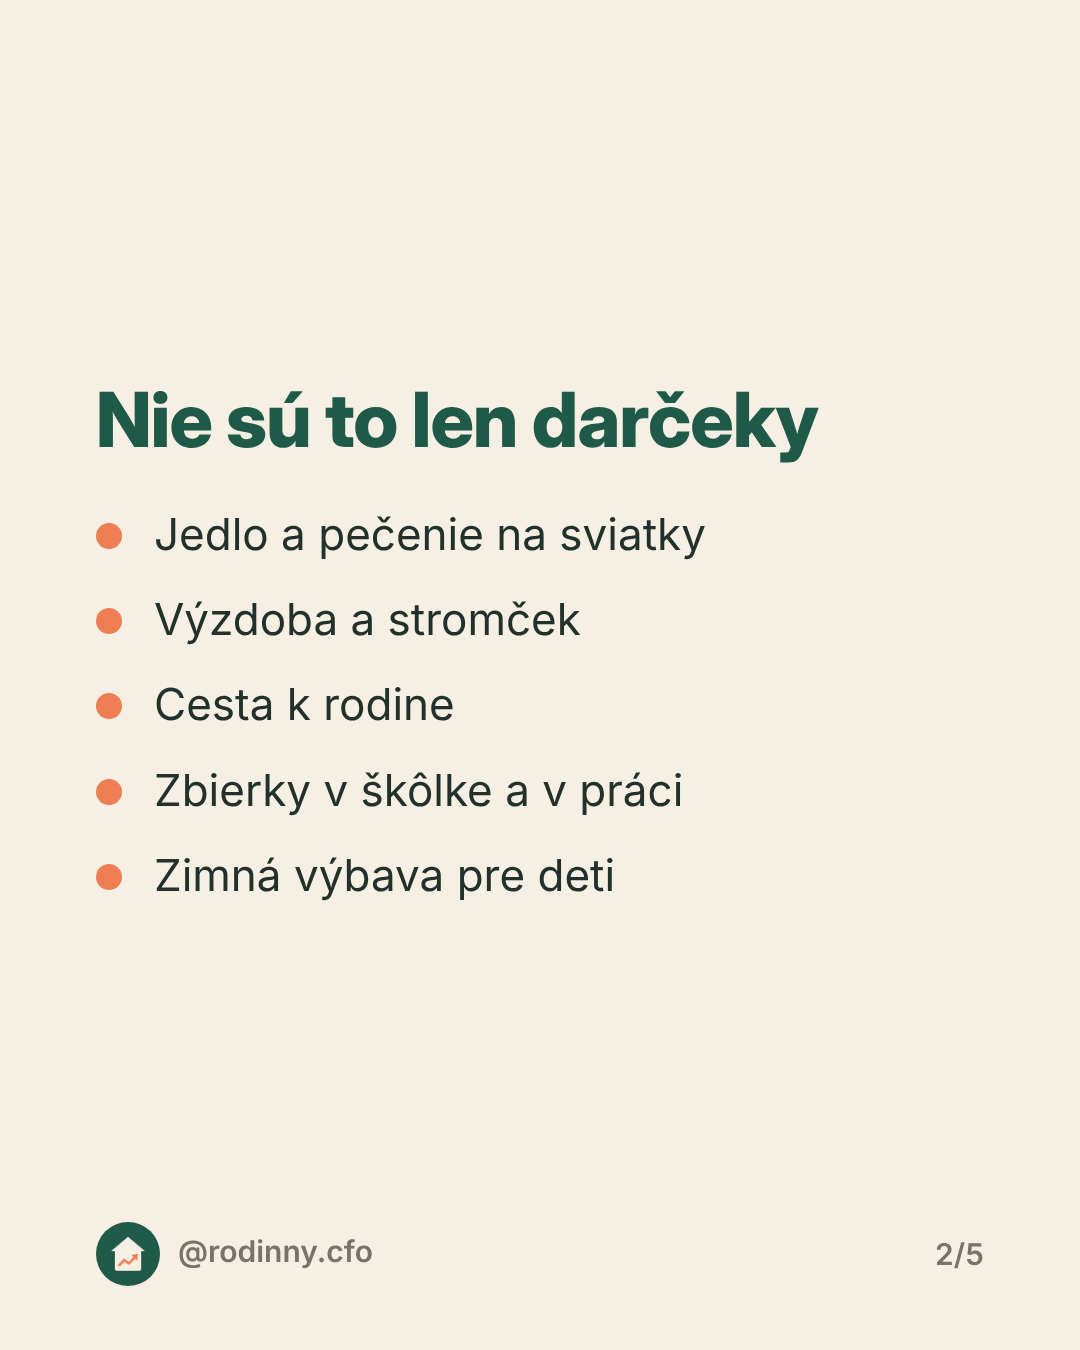 Nie sú to len darčeky
Jedlo a pečenie na sviatky
Výzdoba a stromček
Cesta k rodine
Zbierky v škôlke a v práci
Zimná výbava pre deti
@rodinny.cfo
2/5